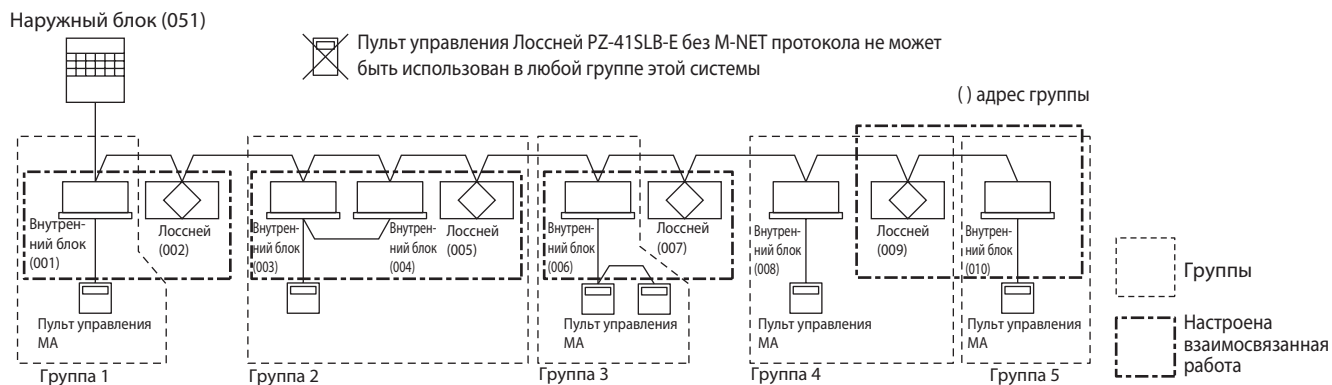 Наружный блок (051)
Пульт управления Лоссней PZ-41SLB-E без M-NET протокола не может
быть использован в любой группе этой системы
( ) адрес группы
Внутрен-
ний блок
(001)
Лоссней
(002)
Внутрен-
ний блок
(003)
Внутрен-
ний блок
(004)
Лоссней
(005)
Внутрен-
ний блок
(006)
Лоссней
(007)
Внутрен-
ний блок
(008)
Лоссней
(009)
Внутрен-
ний блок
(010)
Пульт управления
MA
Пульт управления
MA
Пульт управления
MA
Пульт управления
MA
Группа 1
Группа 2
Группа 3
Группа 4
Группа 5
Группы
Настроена
взаимосвязанная
работа